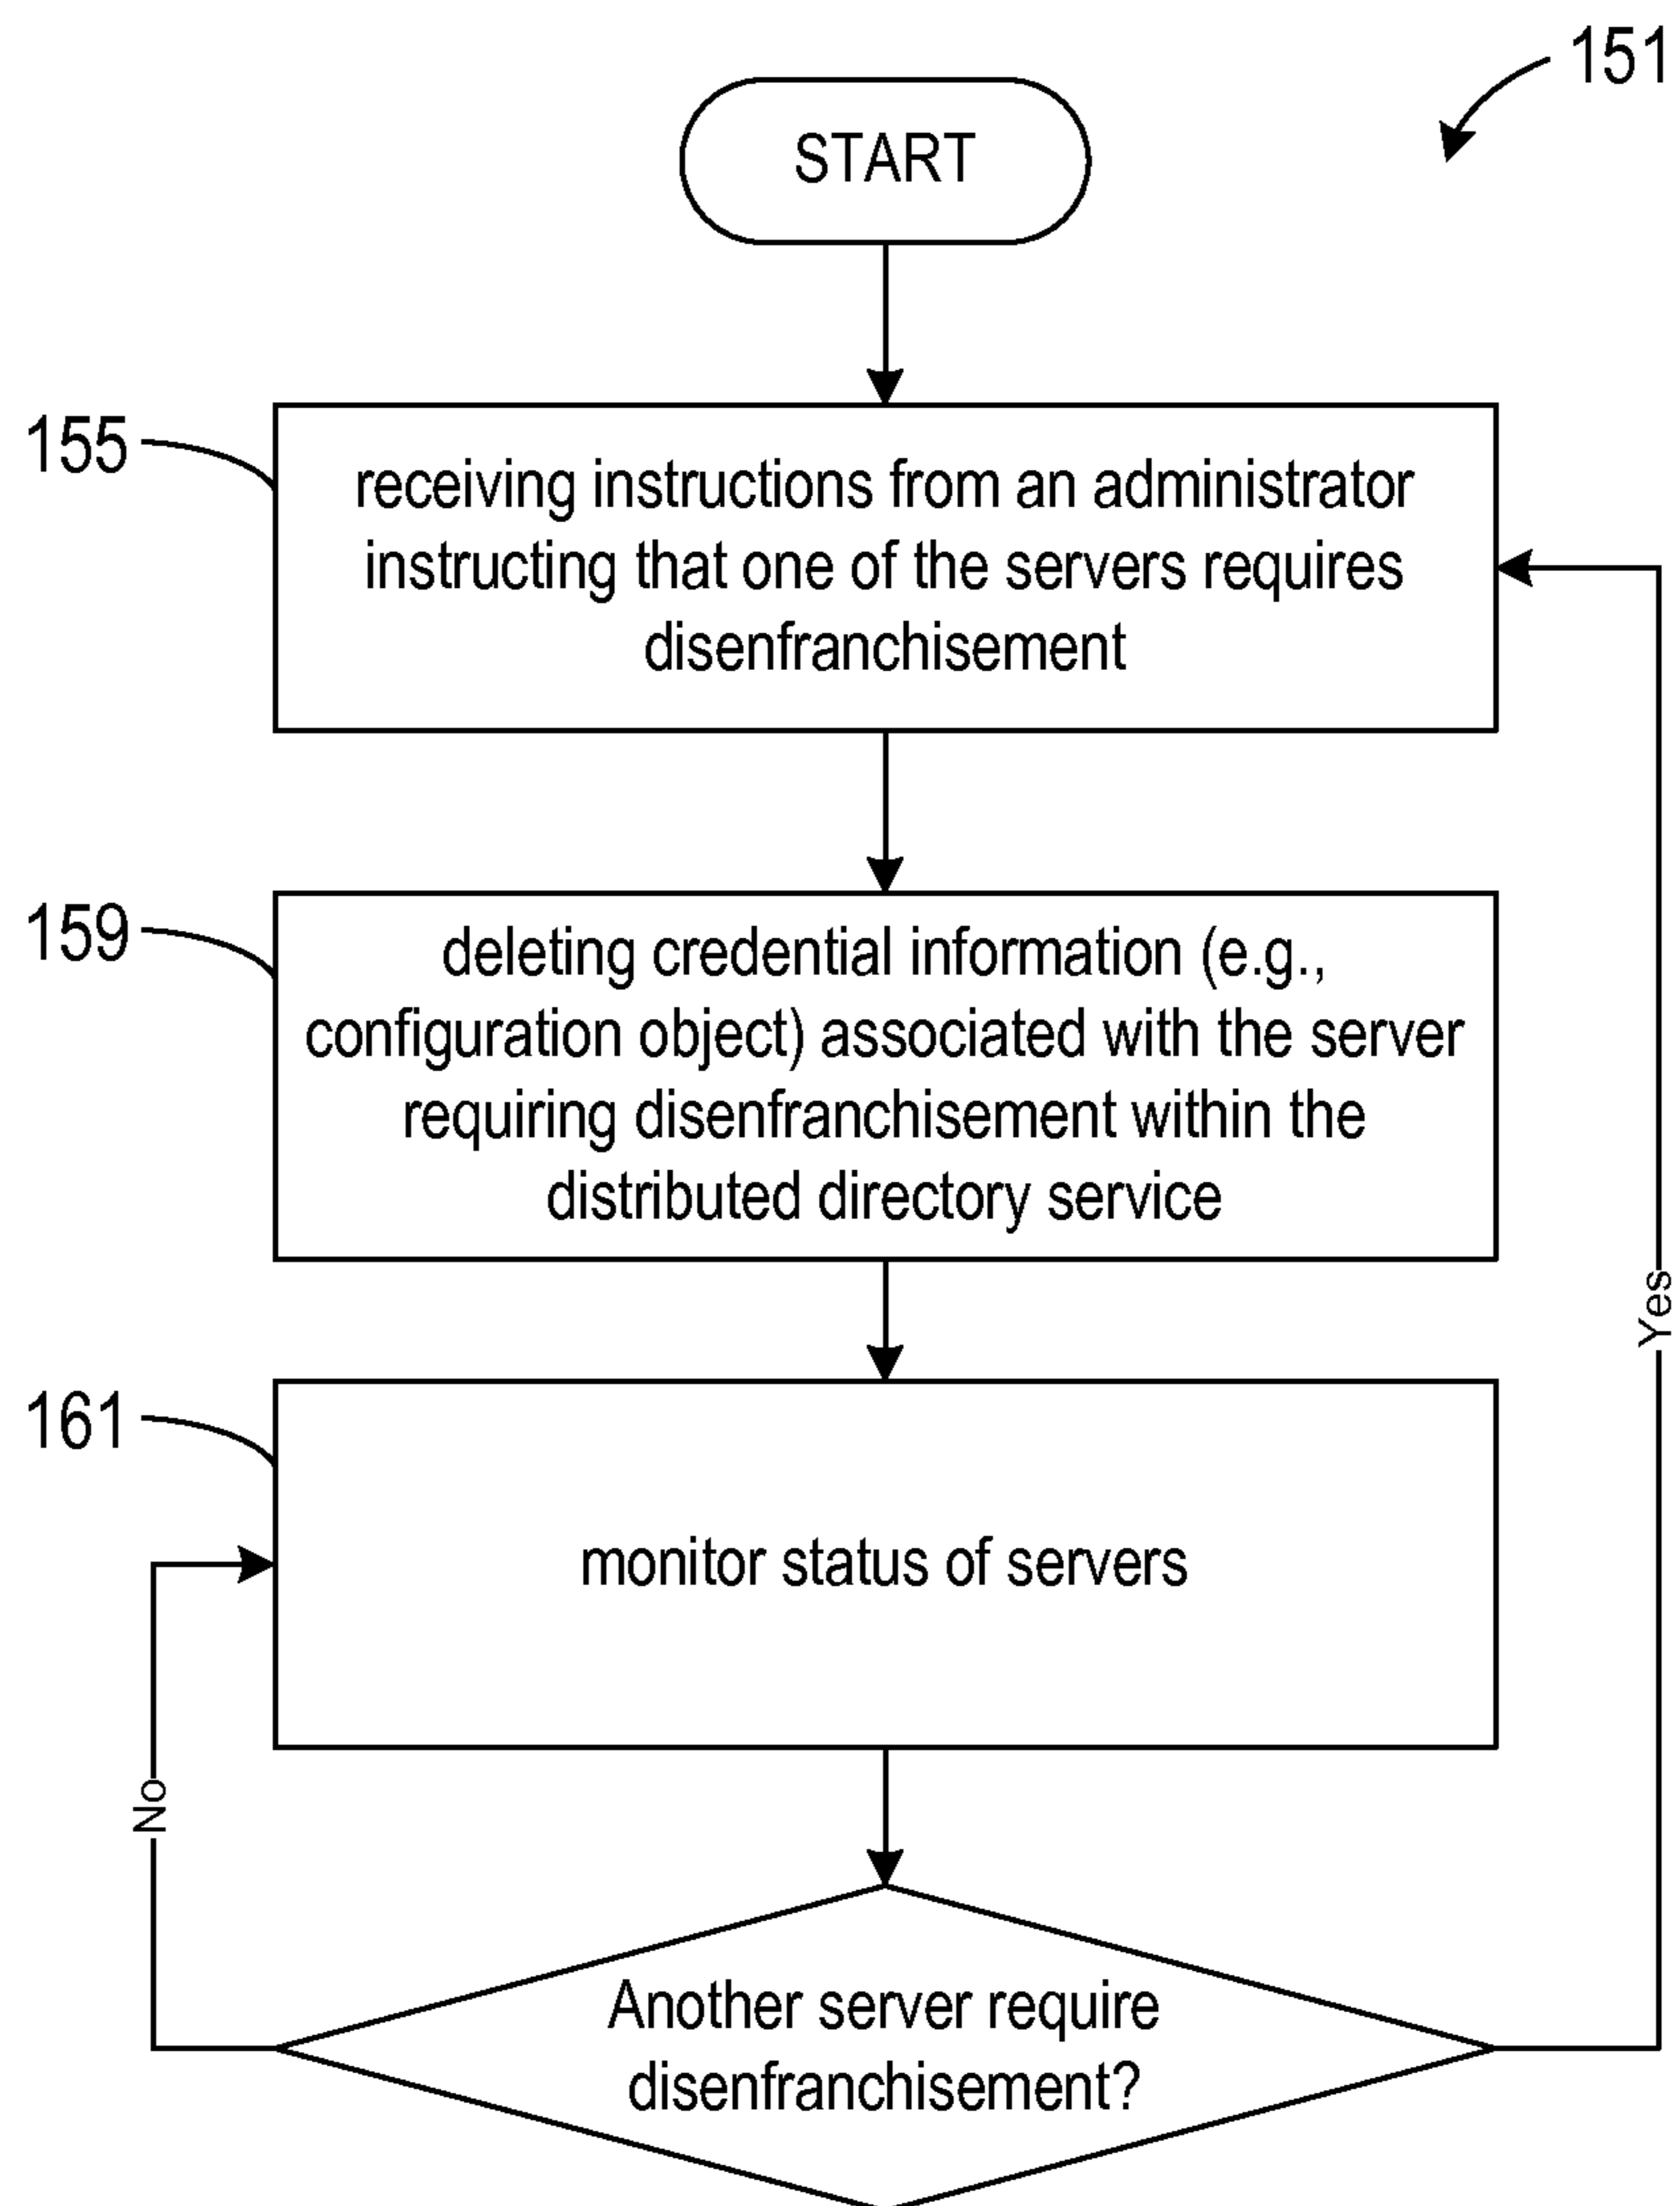 151
START
155
receiving instructions from an administrator
instructing that one of the servers requires
disenfranchisement
159
deleting credential information (e.g.,
configuration object) associated with the server
requiring disenfranchisement within the
distributed directory service
Yes
161
monitor status of servers
No
Another server require
disenfranchisement?